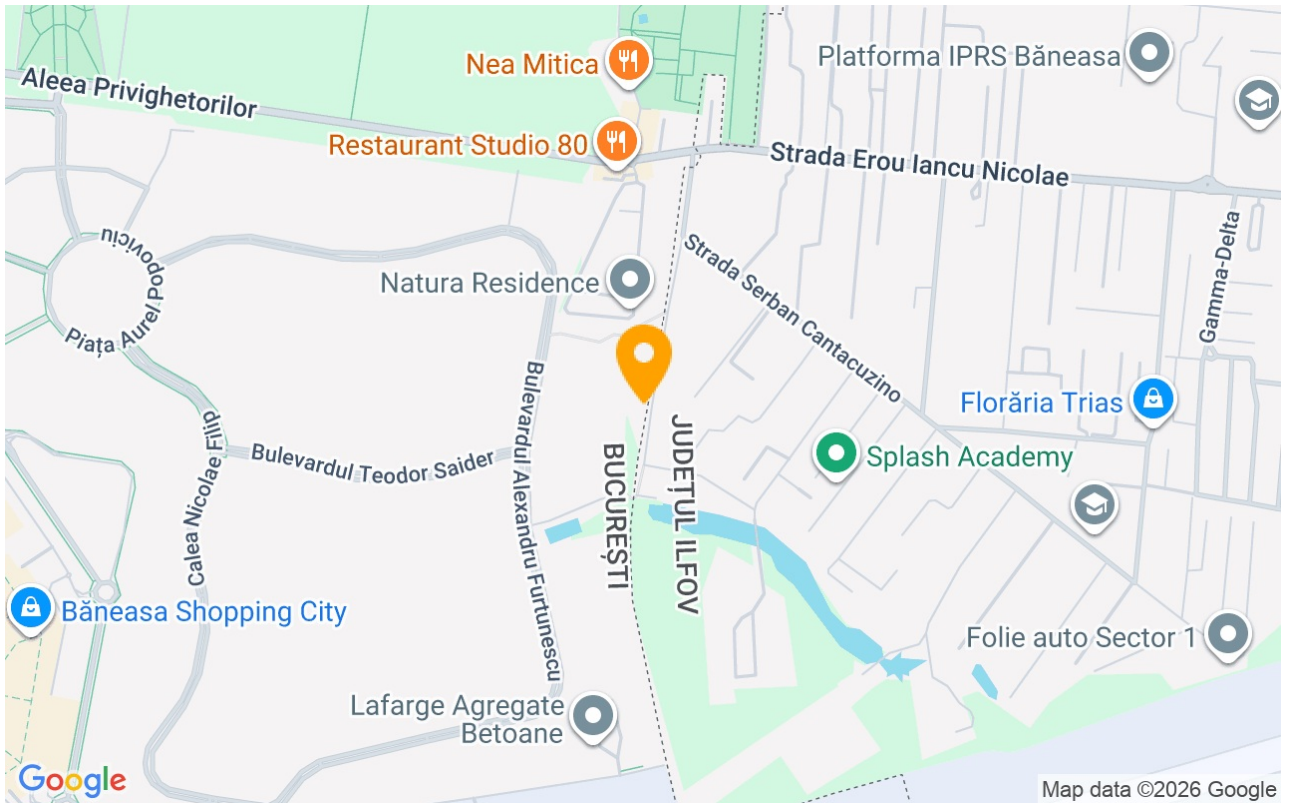 Nea Mitica
Platforma IPRS Băneasa
Aleea Privighetorilor
Restaurant Studio 80
Strada Erou Iancu Nicolae
Piața Aurel Popoviciu
Natura Residence
Strada Serban Cantacuzino
Gamma-Delta
Florăria Trias
Bulevardul Alexandru Furtunescu
Calea Nicolae Filip
Bulevardul Teodor Saider
JUDEȚUL ILFOV
BUCUREȘTI
Splash Academy
Băneasa Shopping City
Folie auto Sector 1
Lafarge Agregate
Betoane
Google
Map data ©2026 Google